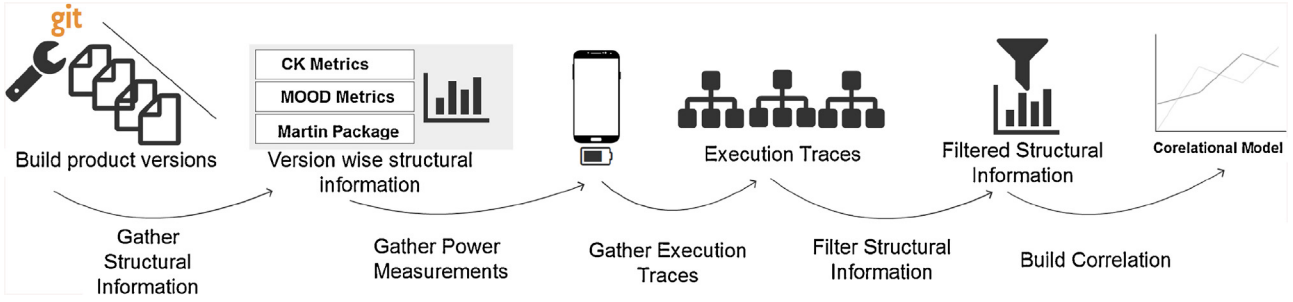 git
CK Metrics
MOOD Metrics
Martin Package
Build product versions
Version wise structural
information
Execution Traces
Filtered Structural
Information
Corelational Model
Gather
Structural
Information
Gather Power
Measurements
Gather Execution
Traces
Filter Structural
Information
Build Correlation